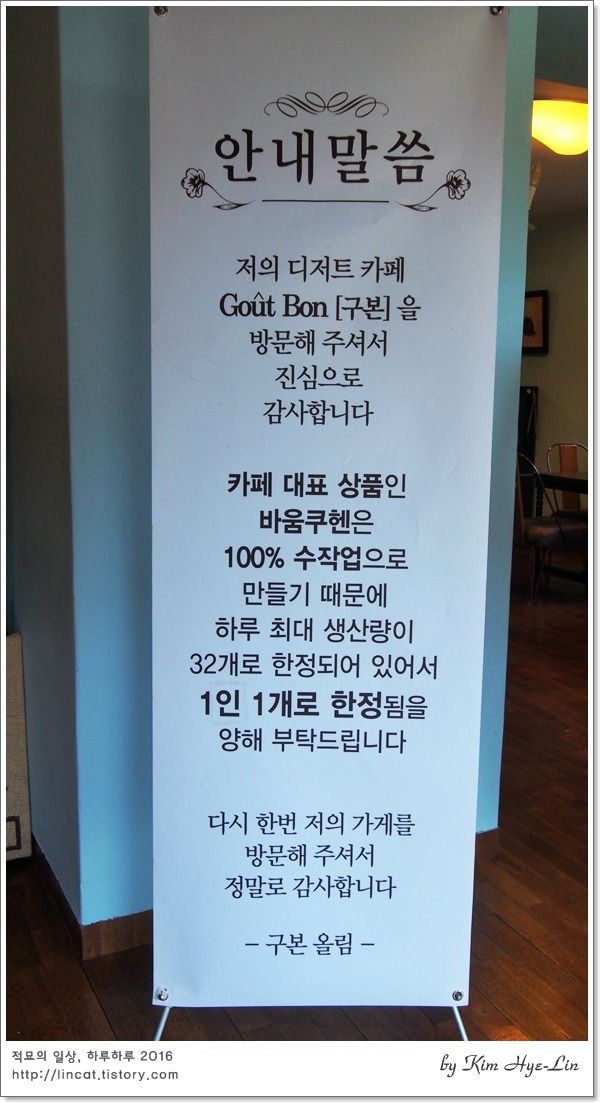 안내말씀
저의 디저트 카페
Goût Bon [구본] 을
방문해 주셔서
진심으로
감사합니다
카페 대표 상품인
바움쿠헨은
100% 수작업으로
만들기 때문에
하루 최대 생산량이
32개로 한정되어 있어서
1인 1개로 한정됨을
양해 부탁드립니다
다시 한번 저의 가게를
방문해 주셔서
정말로 감사합니다
– 구본 올림 –
적묘의 일상, 하루하루 2016
http://lincat.tistory.com
by Kim Hye-Lin